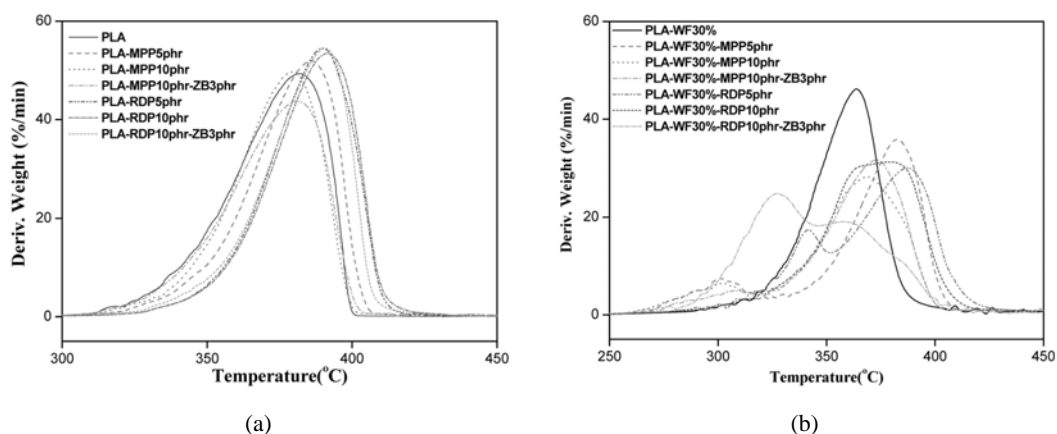 60
40
20
0
Deriv. Weight (%/min)
PLA
PLA-MPP5phr
PLA-MPP10phr
PLA-MPP10phr-ZB3phr
PLA-RDP5phr
PLA-RDP10phr
PLA-RDP10phr-ZB3phr
300 350 400 450
Temperature(°C)
(a)
60
40
20
0
Deriv. Weight (%/min)
PLA-WF30%
PLA-WF30%-MPP5phr
PLA-WF30%-MPP10phr
PLA-WF30%-MPP10phr-ZB3phr
PLA-WF30%-RDP5phr
PLA-WF30%-RDP10phr
PLA-WF30%-RDP10phr-ZB3phr
250 300 350 400 450
Temperature(°C)
(b)